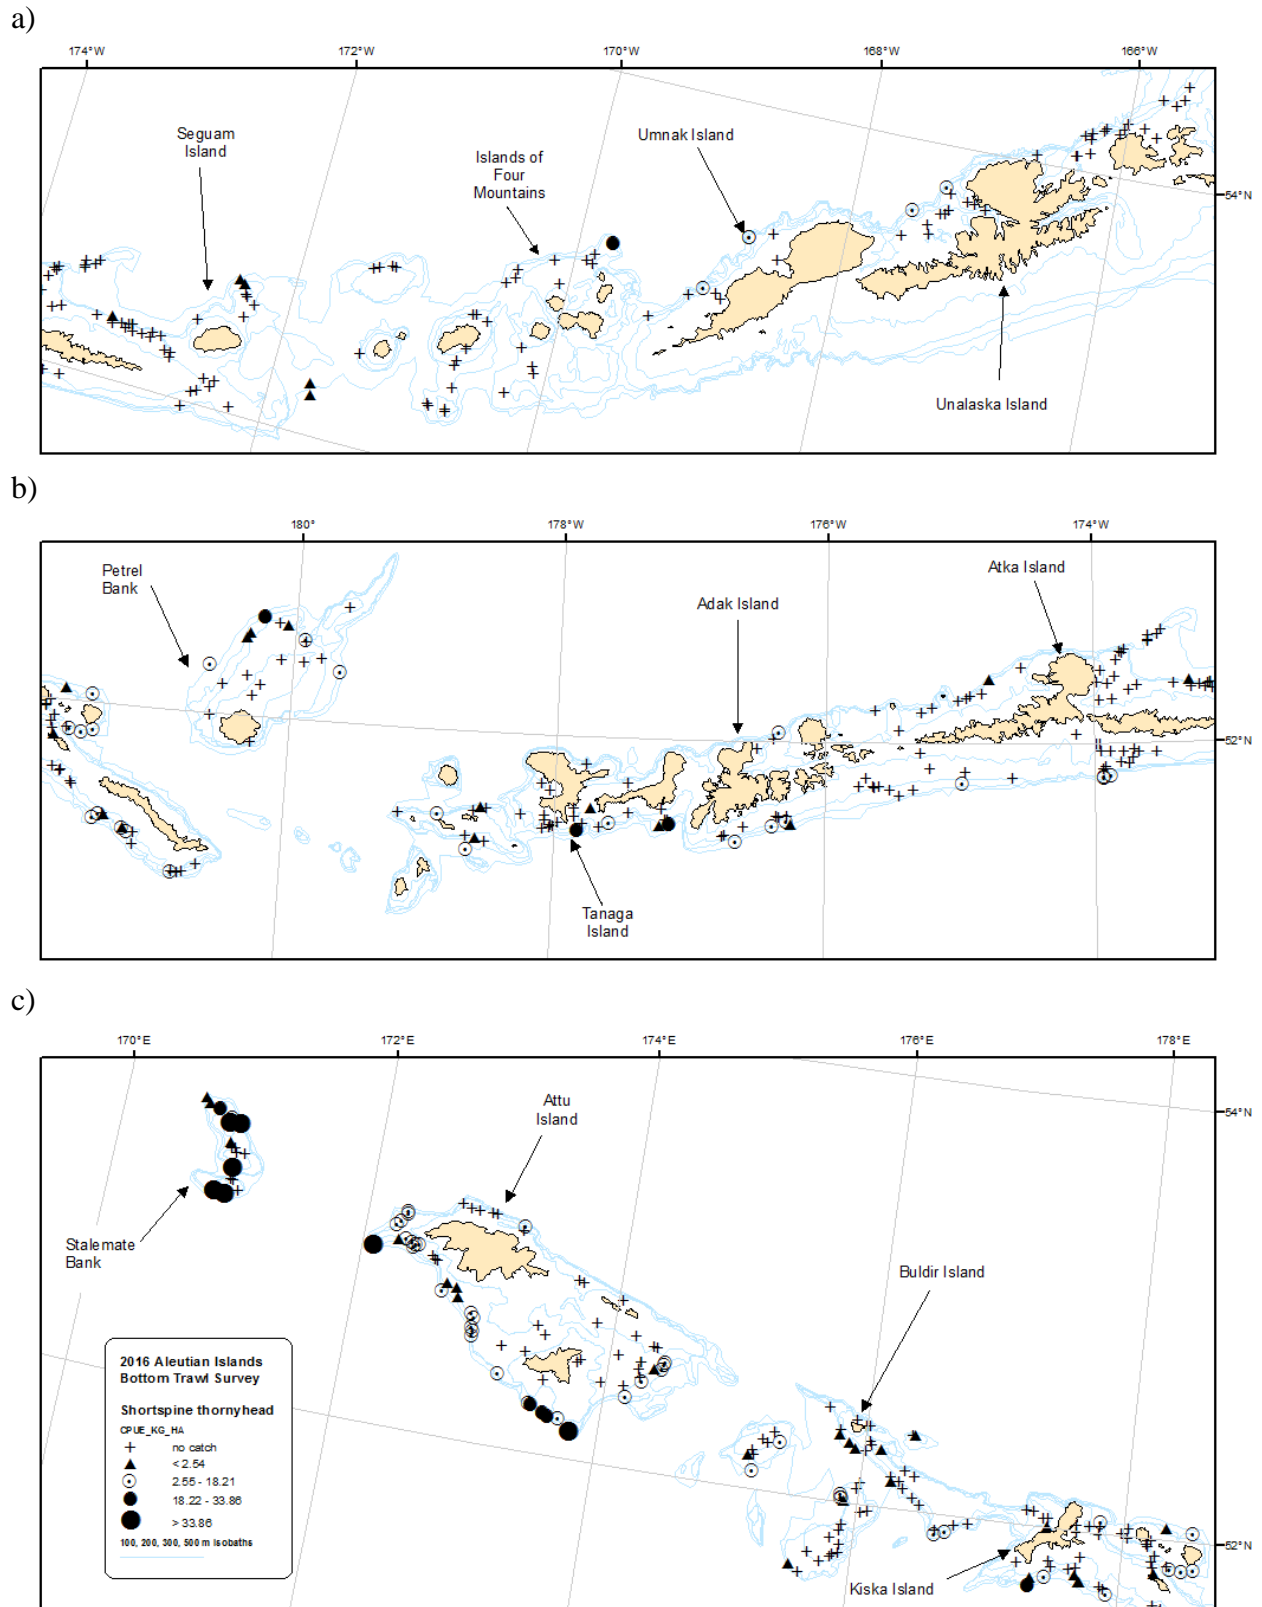 a)
174°W 172°W 170°W 168°W 166°W
Seguam
Island
Islands of
Four
Mountains
Umnak Island
54°N
Unalaska Island
b)
180° 178°W 176°W 174°W
Petrel
Bank
Adak Island
Atka Island
52°N
Tanaga
Island
c)
170°E 172°E 174°E 176°E 178°E
54°N
Attu
Island
Stalemate
Bank
Buldir Island
2016 Aleutian Islands
Bottom Trawl Survey
Shortspine thornyhead
CPUE_KG_HA
no catch
< 2.54
2.55 - 18.21
18.22 - 33.86
> 33.86
100, 200, 300, 500 m isobaths
52°N
Kiska Island